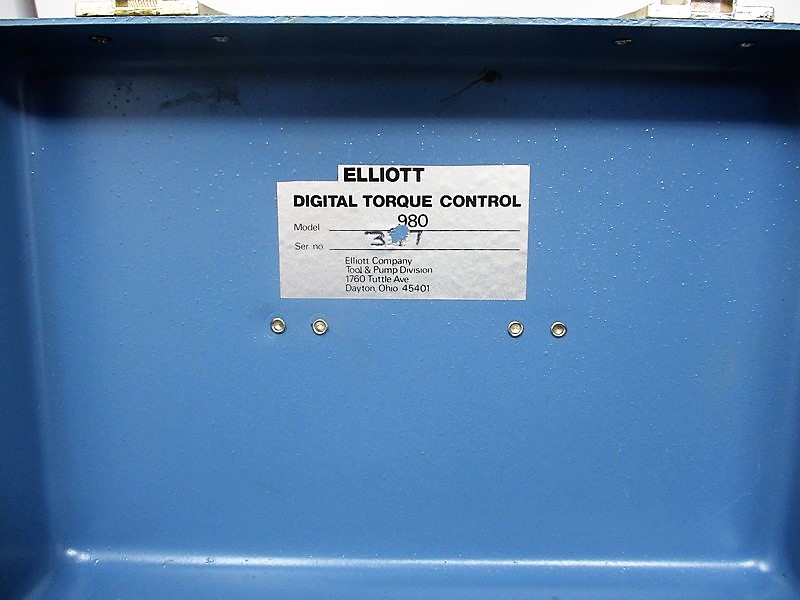 ELLIOTT
DIGITAL TORQUE CONTROL
Model 980
Ser no
Elliott Company
Tool & Pump Division
1760 Tuttle Ave
Dayton, Ohio 45401